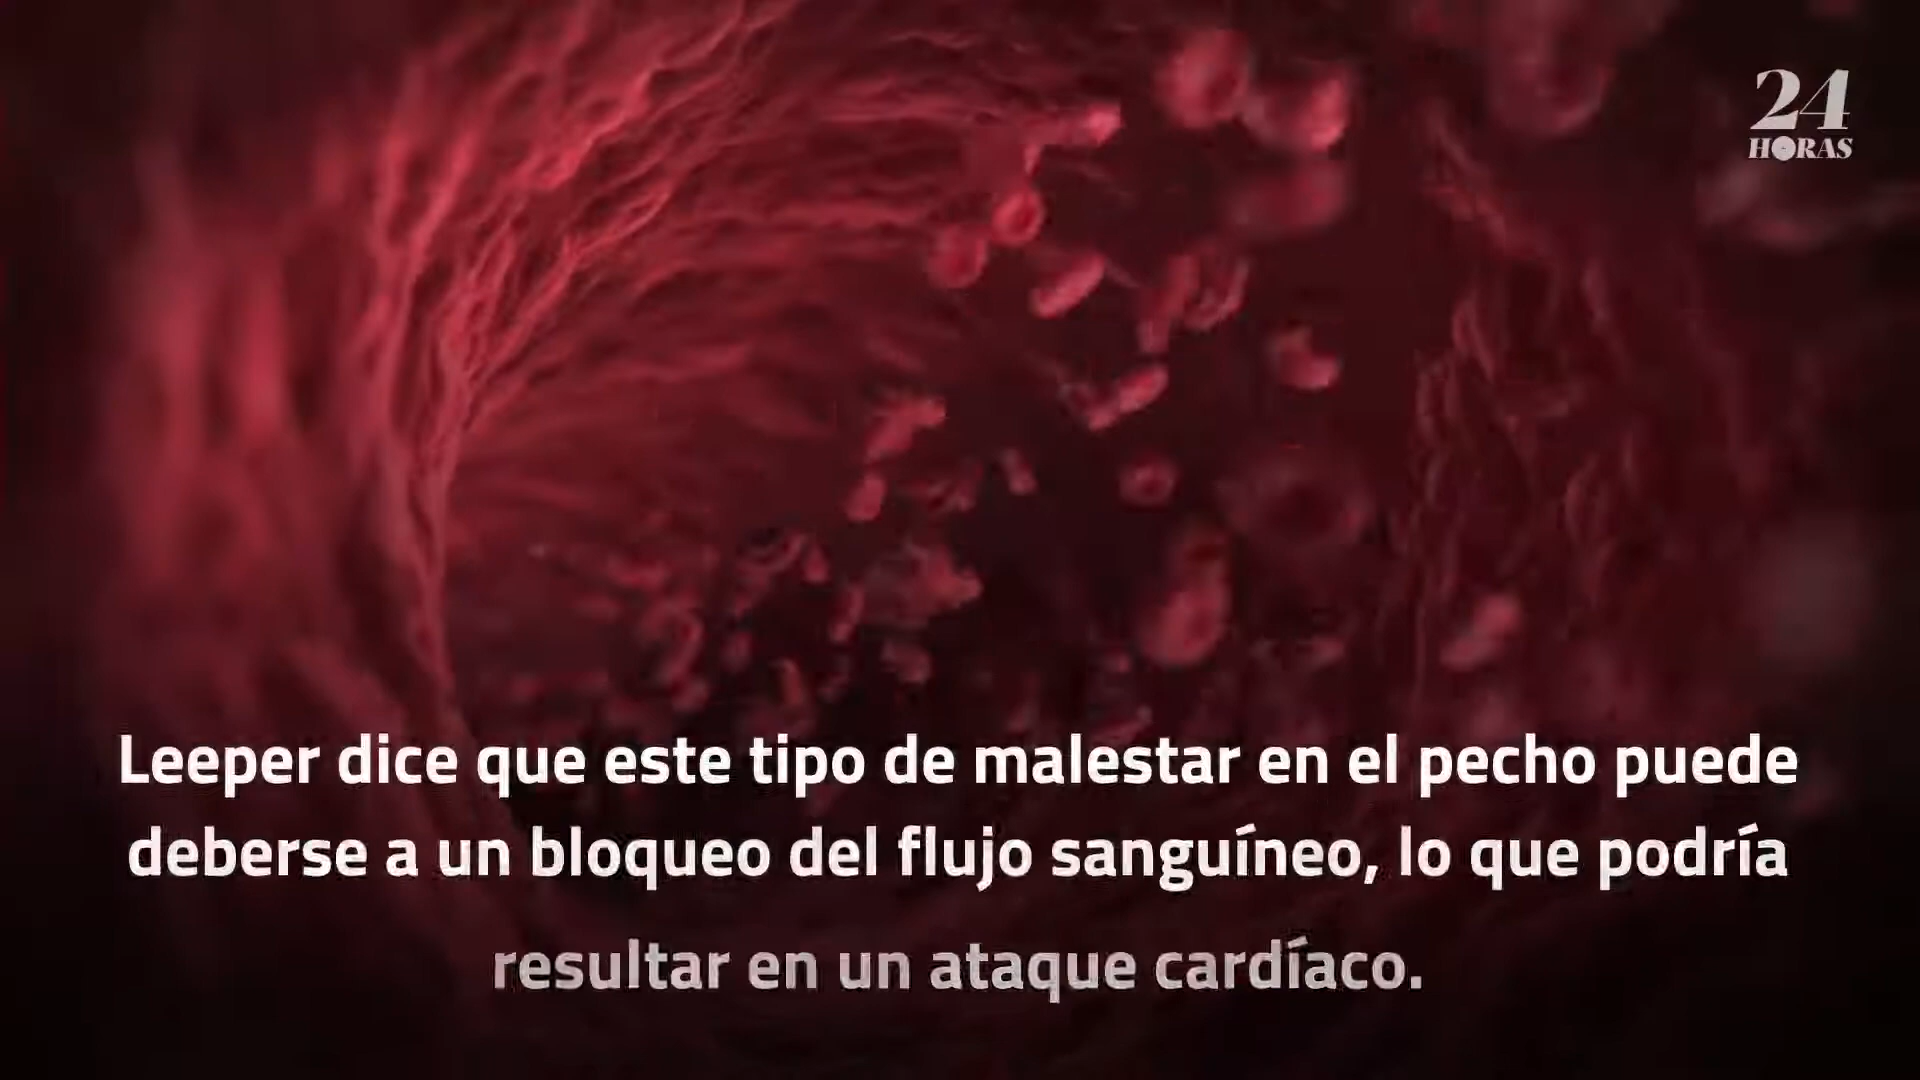 24
HORAS
Leeper dice que este tipo de malestar en el pecho puede
deberse a un bloqueo del flujo sanguíneo, lo que podría
resultar en un ataque cardíaco.